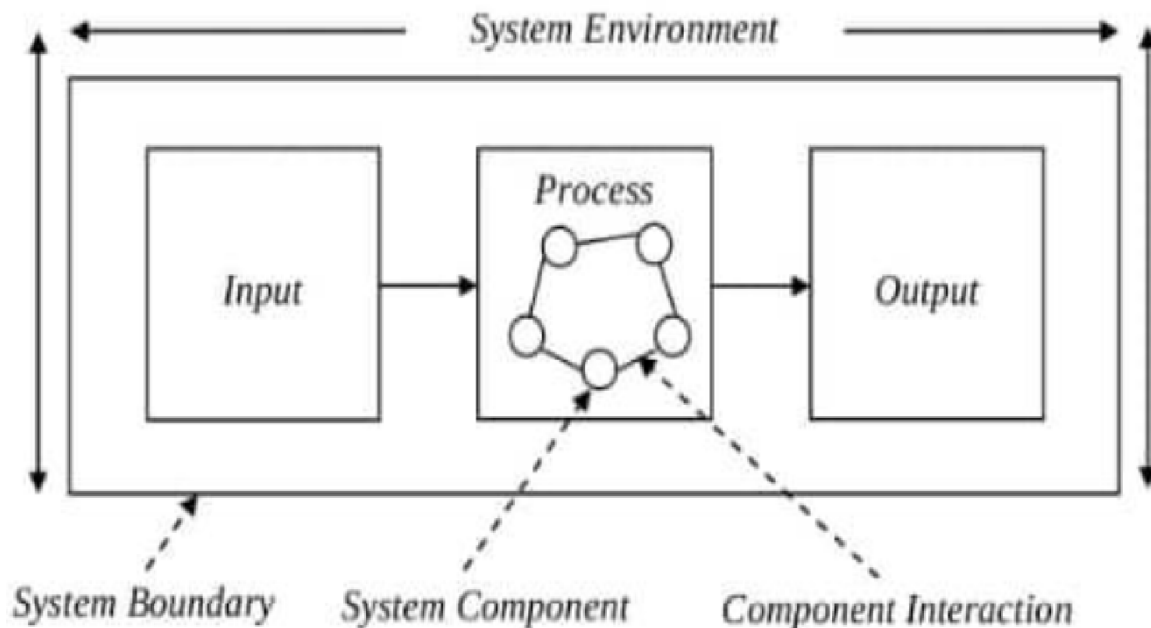 System Environment
Process
Input
Output
System Boundary
System Component
Component Interaction